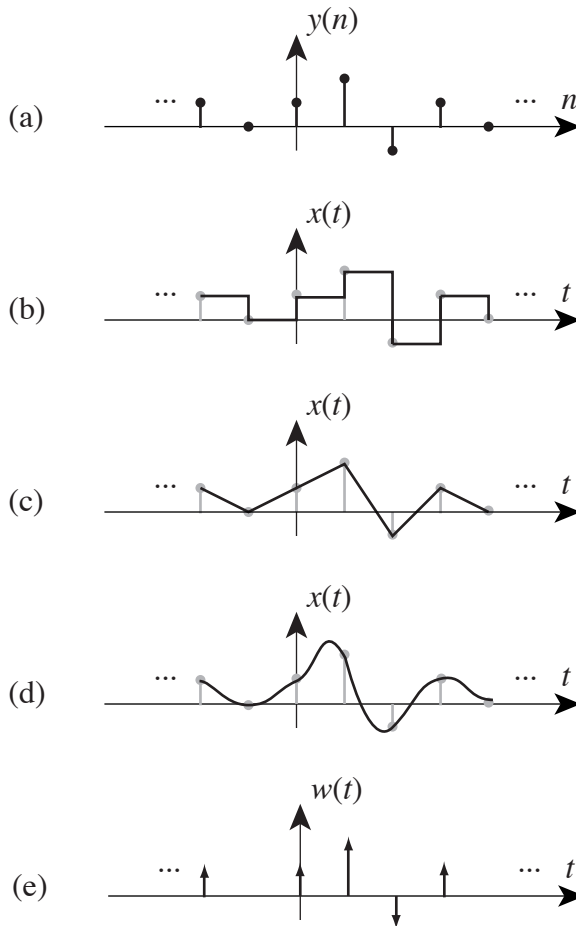 y(n)
(a) ... ... n
x(t)
(b) ... ... t
x(t)
(c) ... ... t
x(t)
(d) ... ... t
w(t)
(e) ... ... t